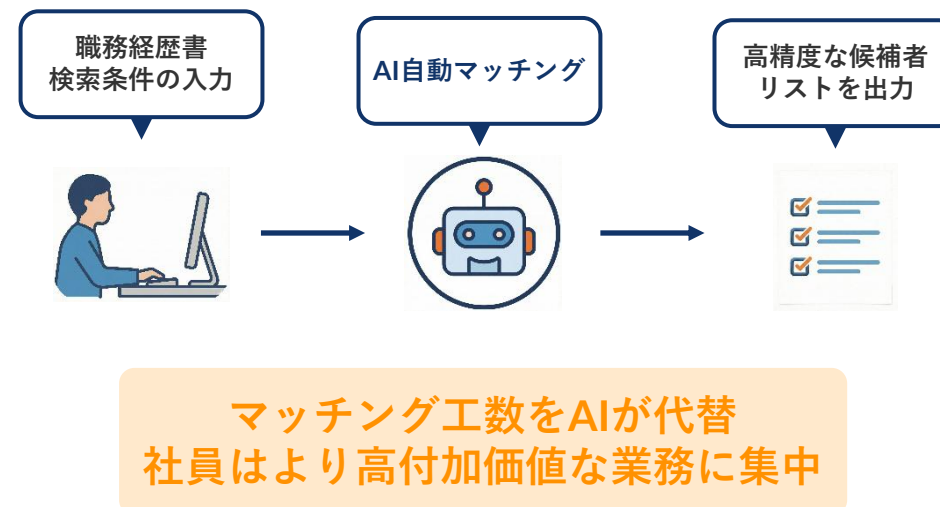 職務経歴書
検索条件の入力
AI自動マッチング
高精度な候補者
リストを出力
マッチング工数をAIが代替
社員はより高付加価値な業務に集中